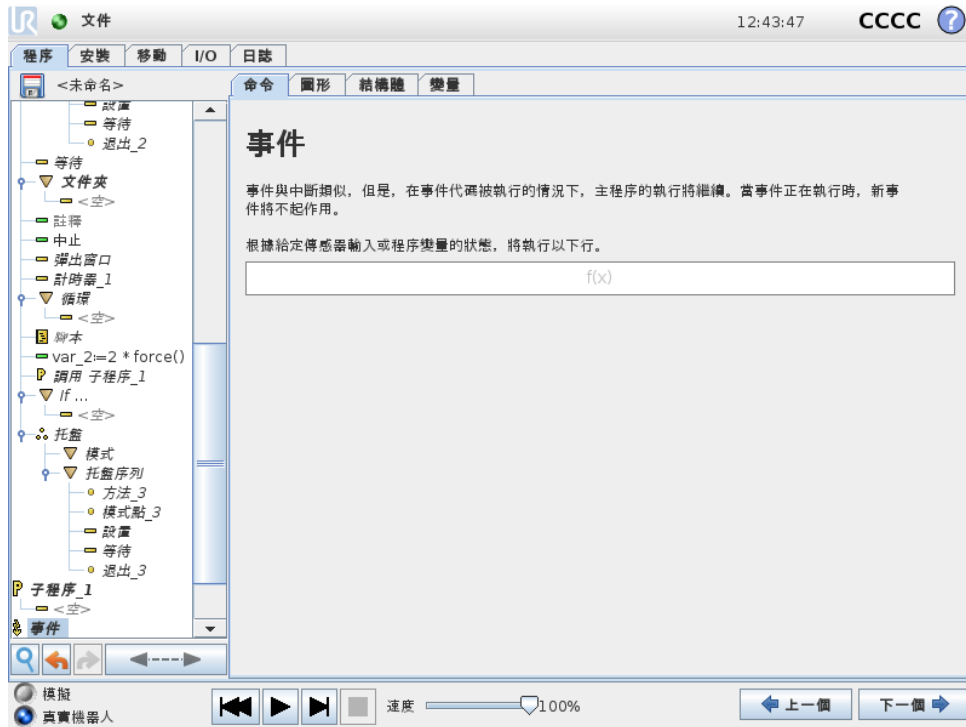 UR 文件 12:43:47 CCCC ?
程序 安裝 移動 I/O 日誌
<未命名>
命令 圖形 結構體 變量
設置
等待
退出_2
等待
文件夾
<空>
註釋
中止
彈出窗口
計時器_1
循環
<空>
腳本
var_2:=2 * force()
調用 子程序_1
If ...
<空>
托盤
模式
托盤序列
方法_3
模式點_3
設置
等待
退出_3
子程序_1
<空>
事件
事件
事件與中斷類似，但是，在事件代碼被執行的情況下，主程序的執行將繼續。當事件正在執行時，新事
件將不起作用。
根據給定傳感器輸入或程序變量的狀態，將執行以下行。
f(x)
模擬
真實機器人
速度 100%
上一個 下一個